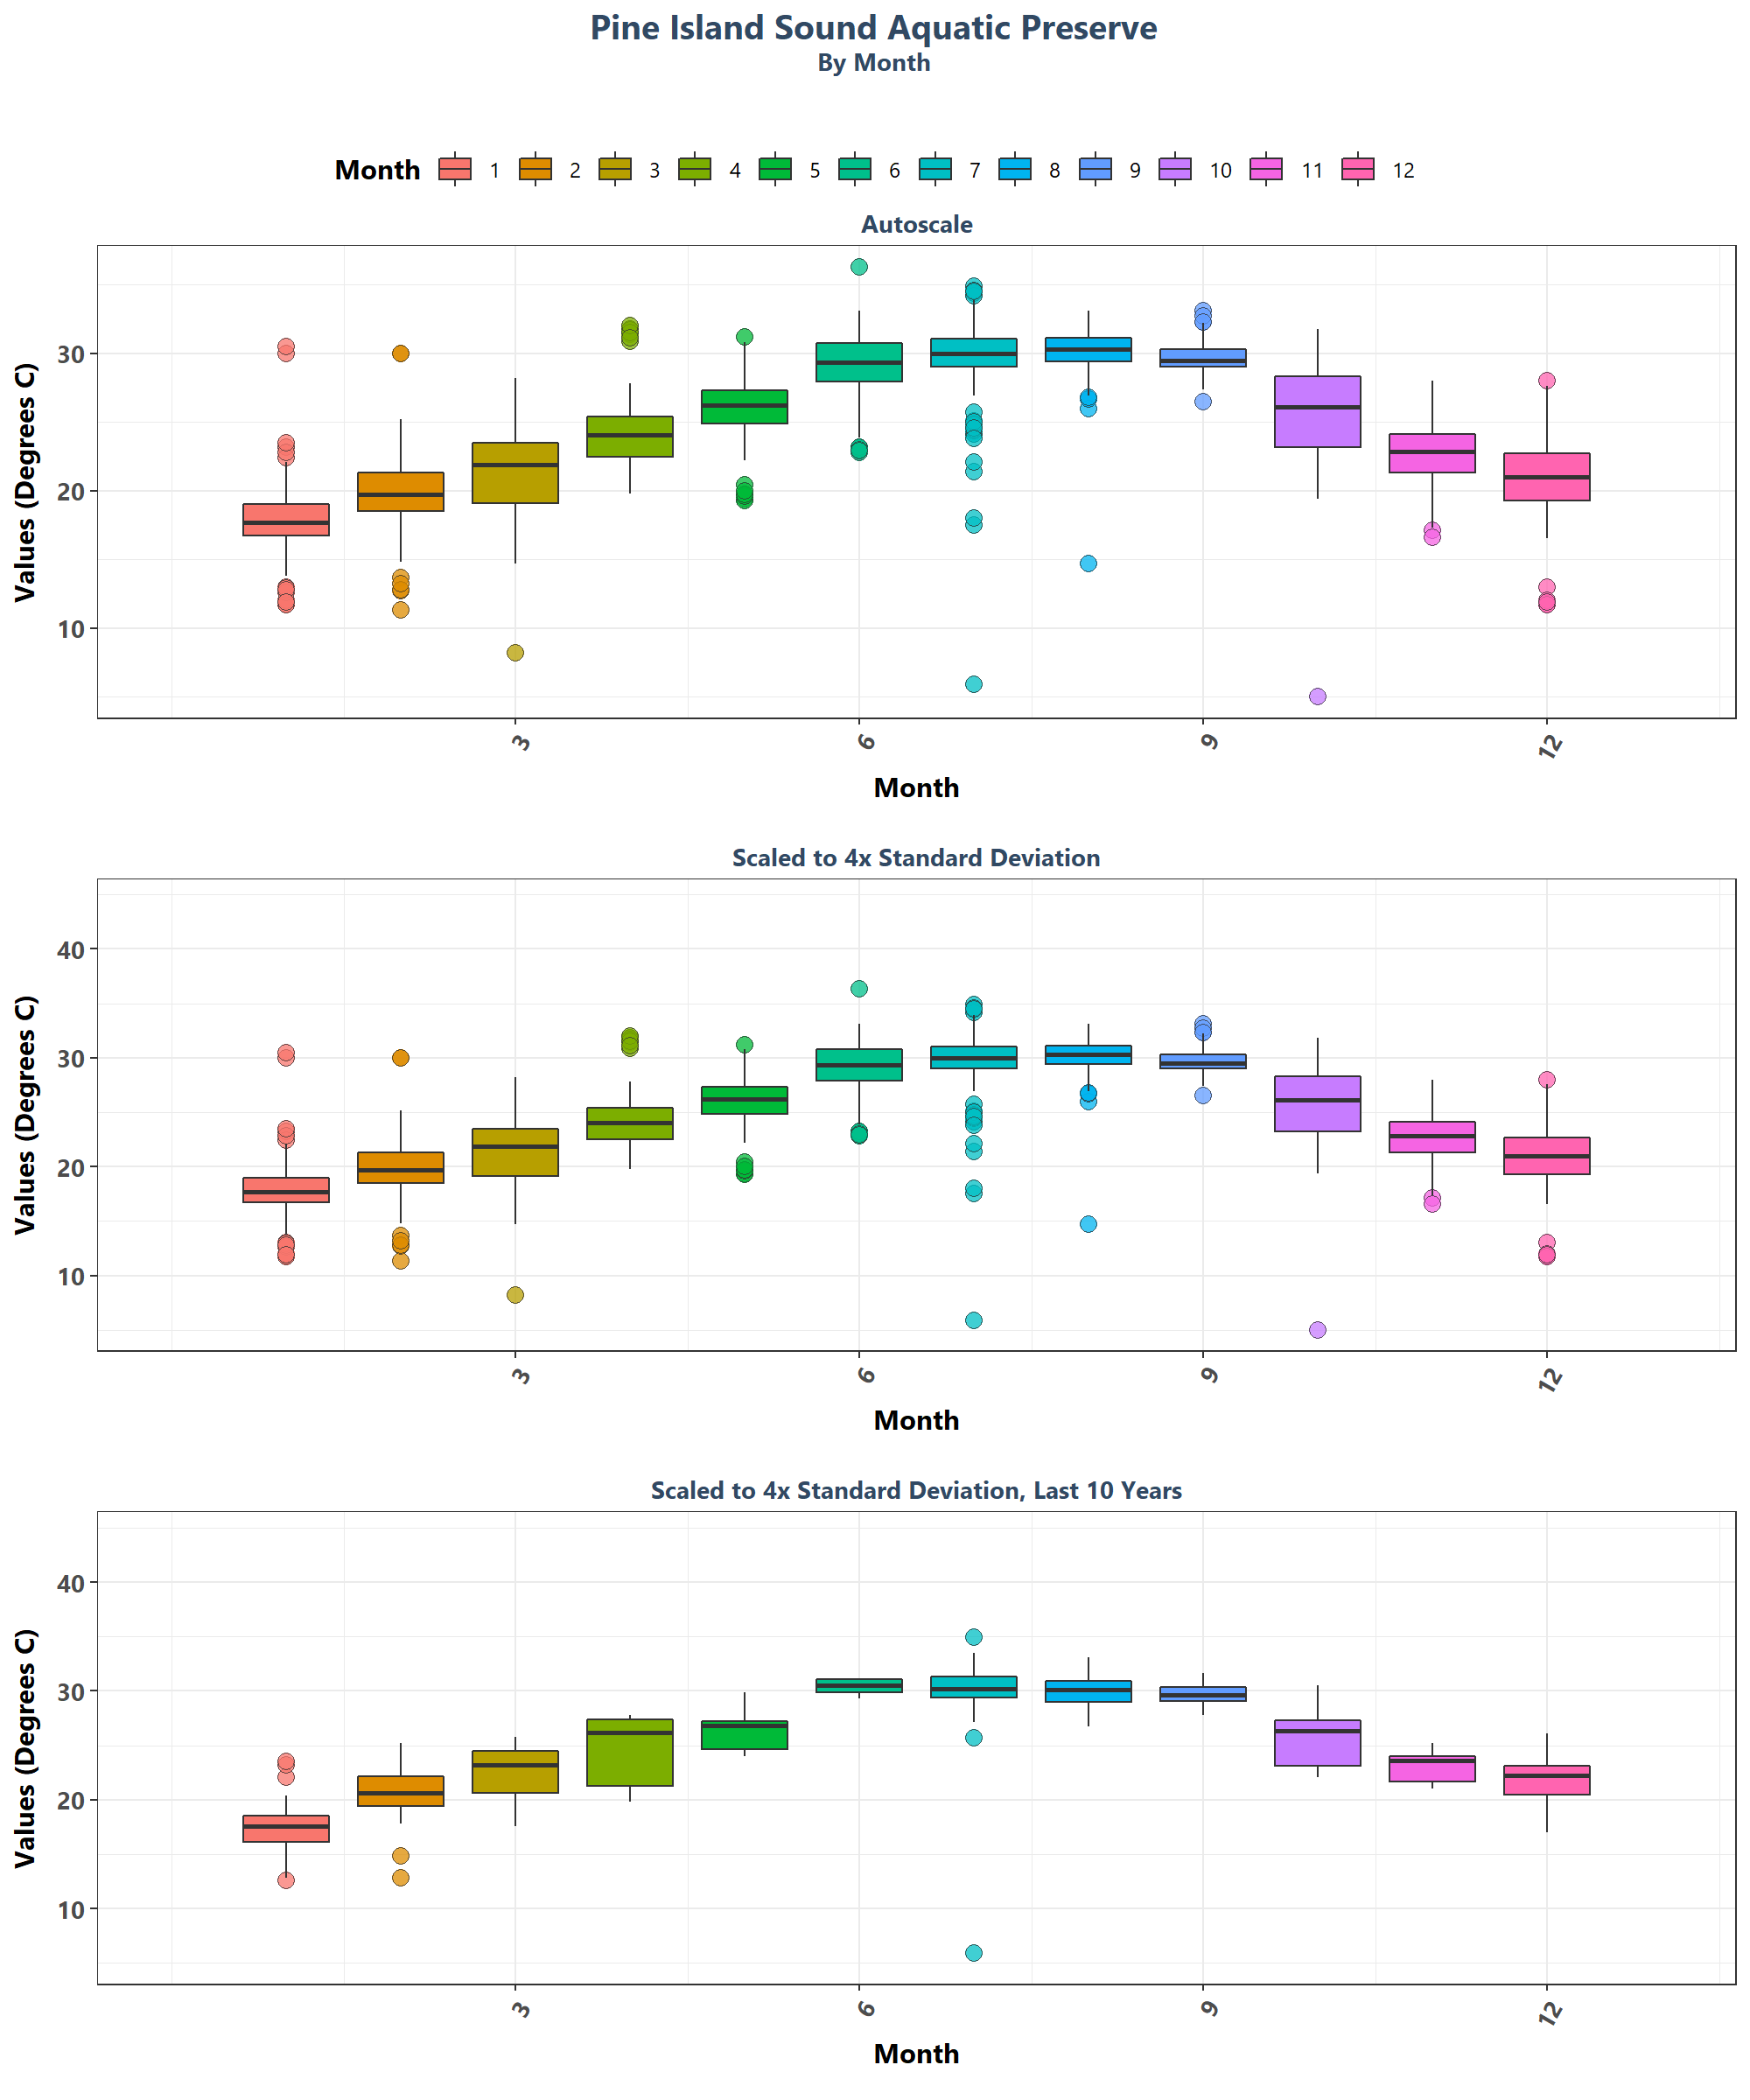 Pine Island Sound Aquatic Preserve
By Month
Month 1 2 3 4 5 6 7 8 9 10 11 12
Autoscale
Values (Degrees C)
30
20
10
3 6 9 12
Month
Scaled to 4x Standard Deviation
Values (Degrees C)
40
30
20
10
3 6 9 12
Month
Scaled to 4x Standard Deviation, Last 10 Years
Values (Degrees C)
40
30
20
10
3 6 9 12
Month